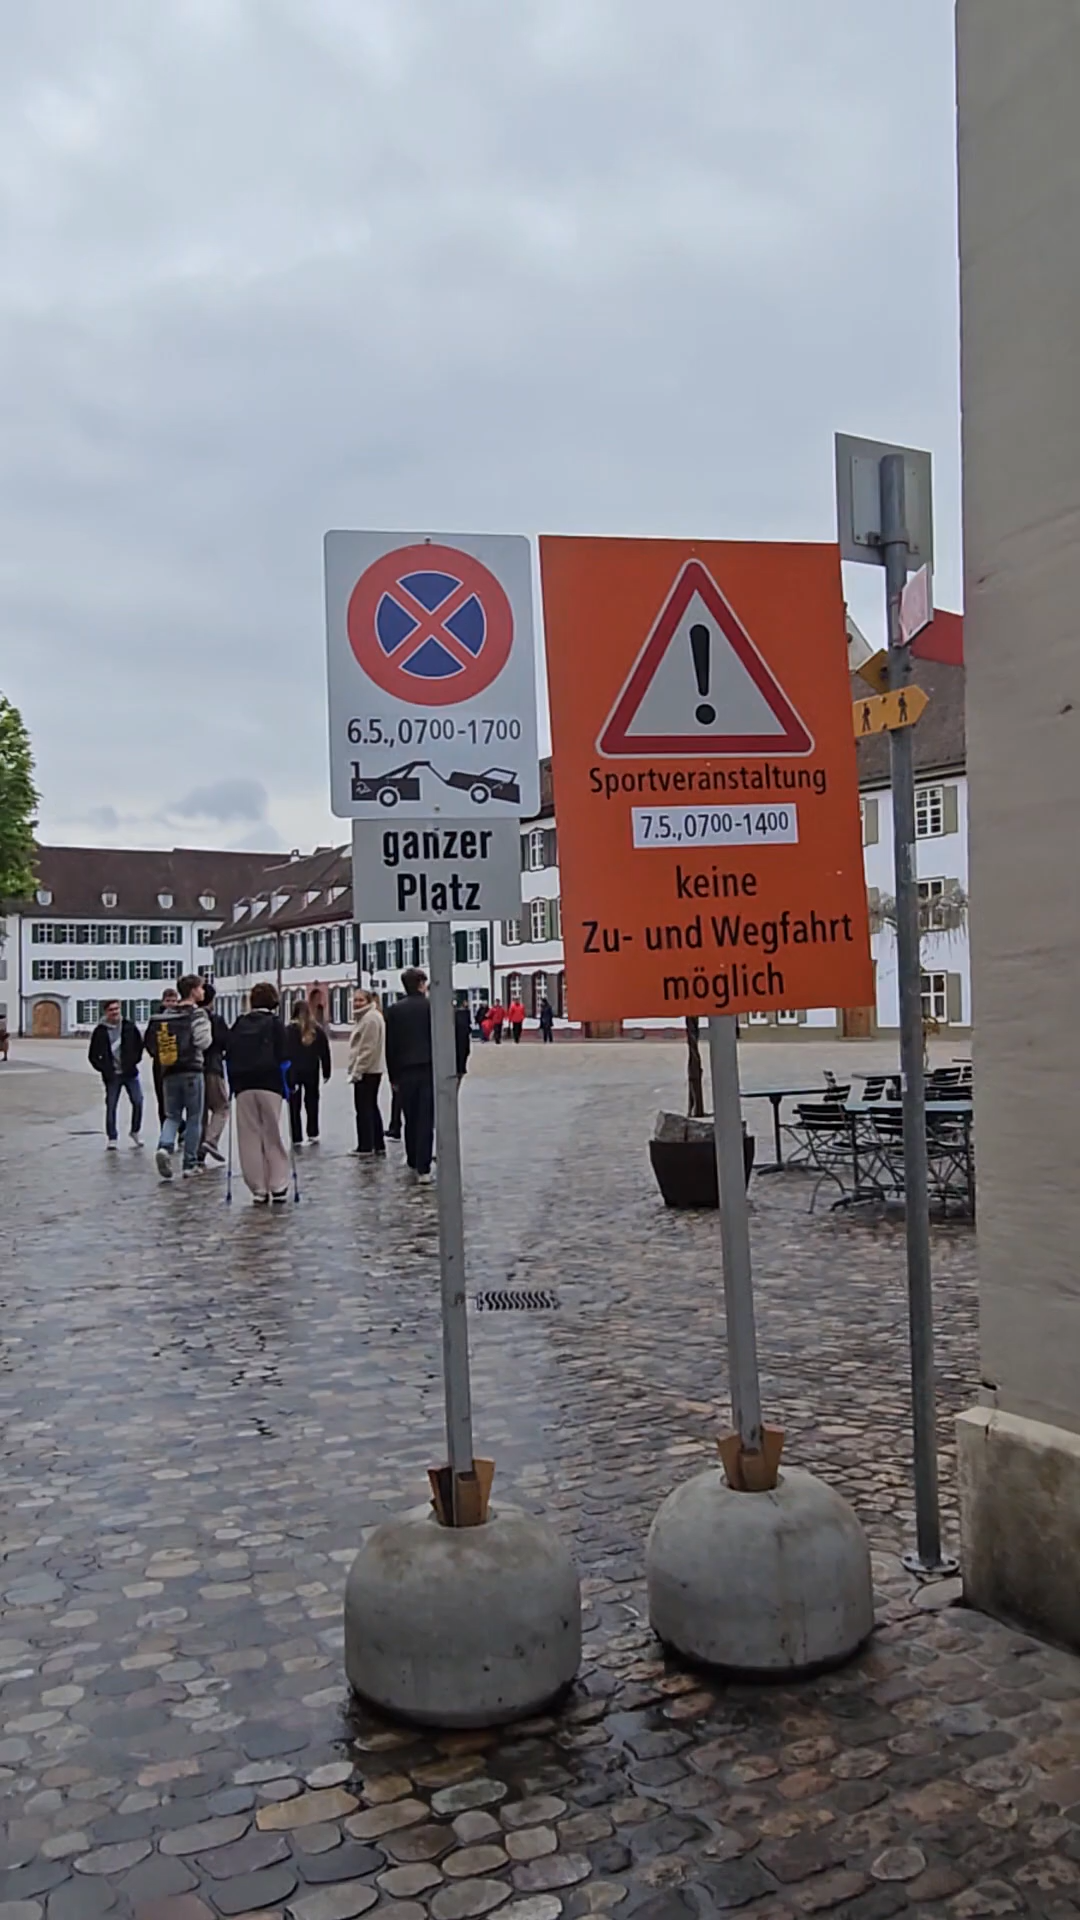 6.5.,0700-1700
ganzer
Platz
Sportveranstaltung
7.5.,0700-1400
keine
Zu- und Wegfahrt
möglich